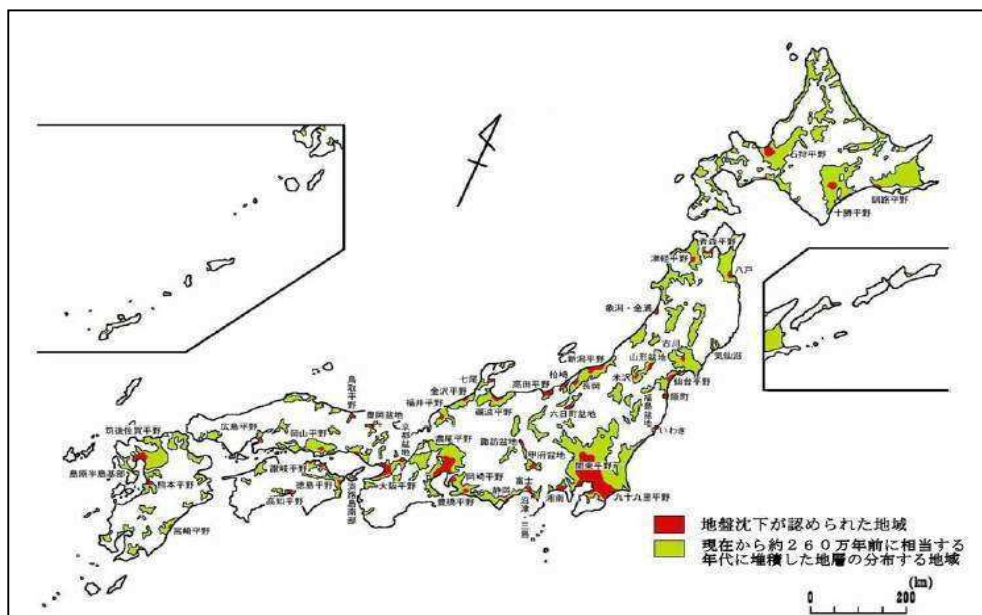 石狩平野
十勝平野
釧路平野
青森平野
津軽平野
八戸
象潟・金浦
古川
気仙沼
山形盆地
新潟平野
柏崎
長岡
米沢
仙台平野
原町
福島盆地
いわき
七尾
高田平野
金沢平野
福井平野
砺波平野
六日町盆地
鳥取平野
豊岡盆地
京都盆地
濃尾平野
諏訪盆地
甲府盆地
関東平野
九十九里平野
筑後佐賀平野
広島平野
岡山平野
島原半島基部
熊本平野
讃岐平野
徳島平野
高知平野
淡路島南部
大阪平野
岡崎平野
豊橋平野
静岡
富士
沼津・三島
湘南
宮崎平野
地盤沈下が認められた地域
現在から約２６０万年前に相当する
年代に堆積した地層の分布する地域
(km)
0 200